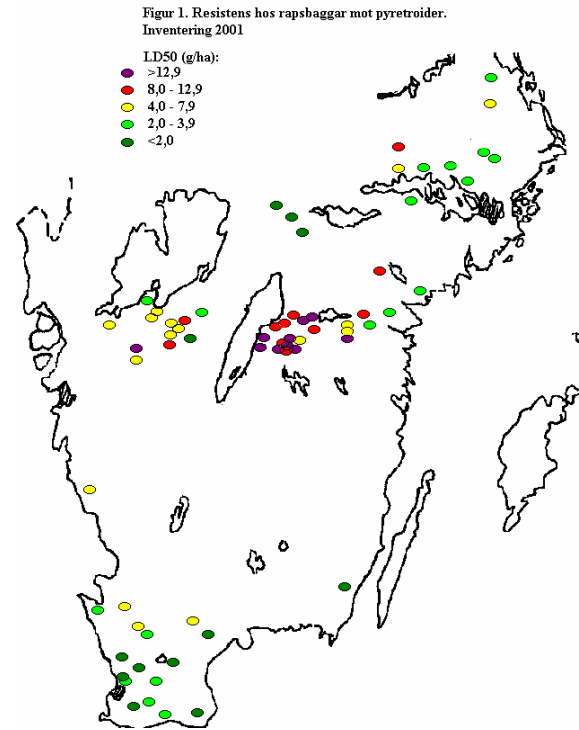 Figur 1. Resistens hos rapsbaggar mot pyretroider.
Inventering 2001
LD50 (g/ha):
>12,9
8,0 - 12,9
4,0 - 7,9
2,0 - 3,9
<2,0